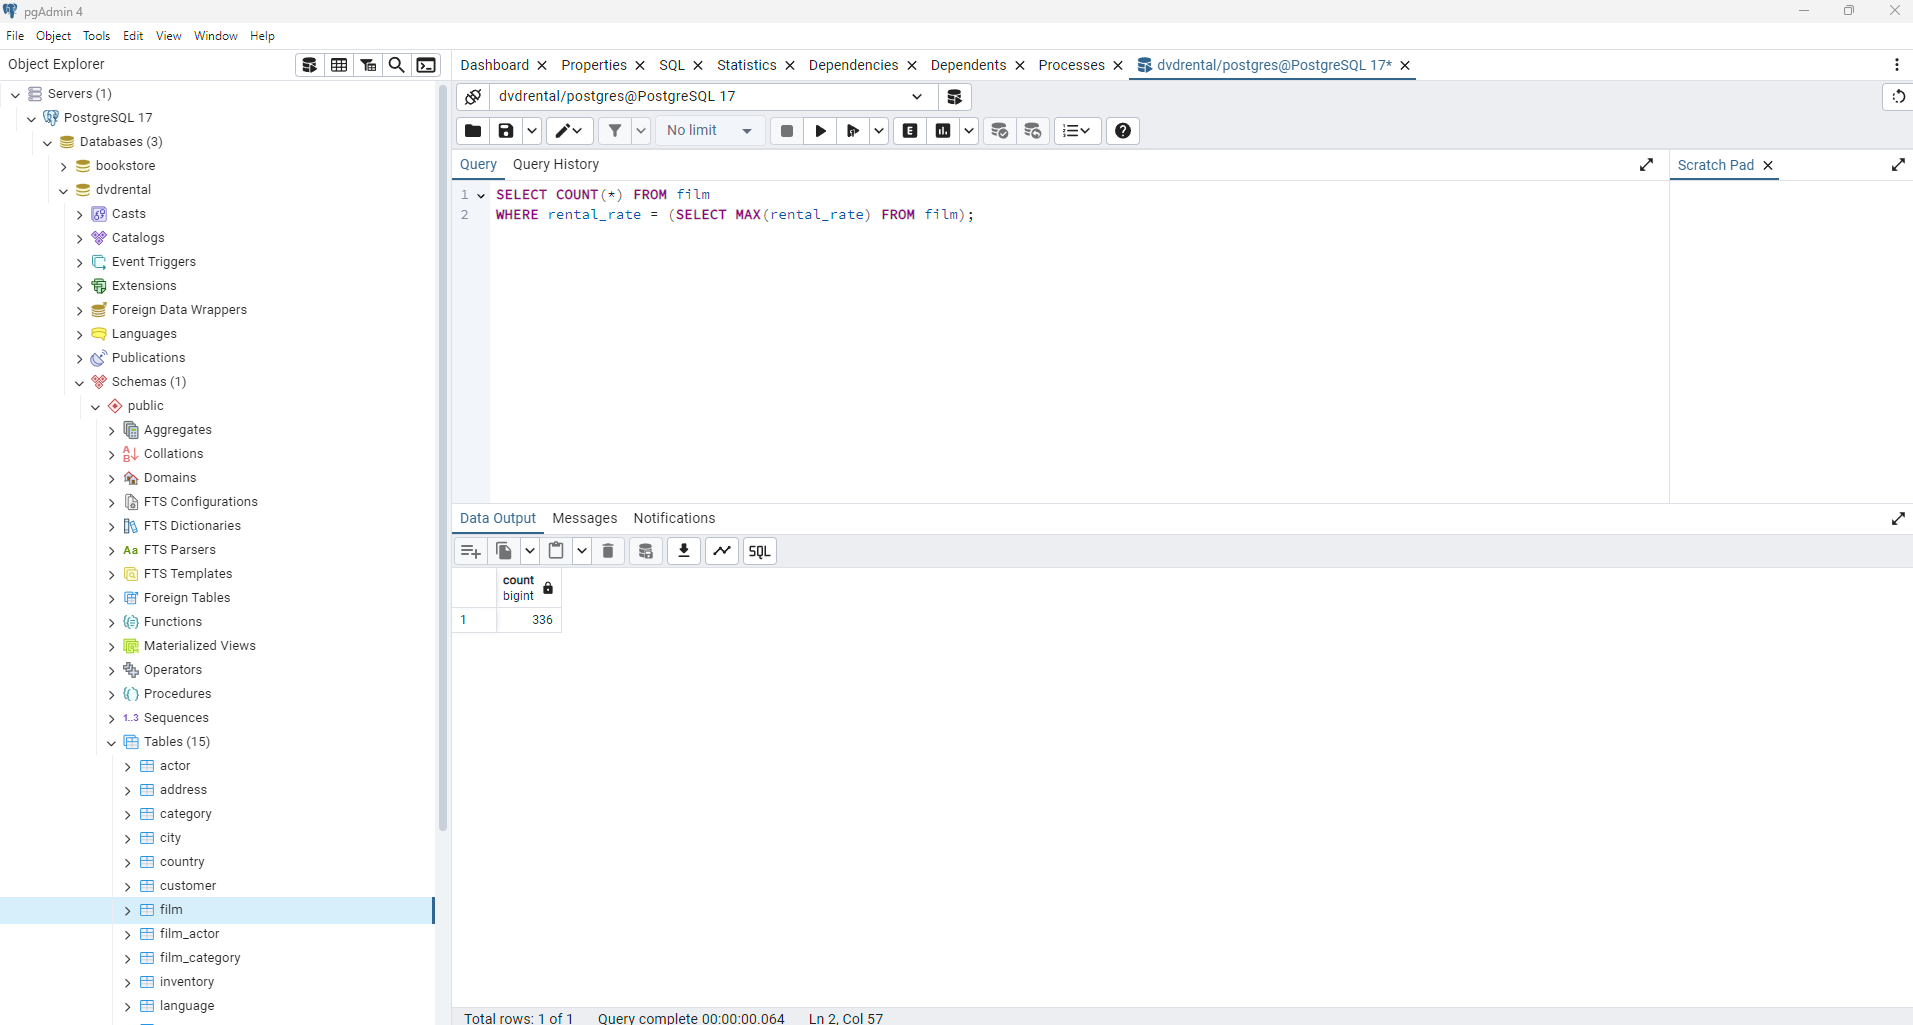 pgAdmin 4
File Object Tools Edit View Window Help
Object Explorer
Dashboard Properties SQL Statistics Dependencies Dependents Processes dvdrental/postgres@PostgreSQL 17*
Servers (1)
PostgreSQL 17
Databases (3)
bookstore
dvdrental
Casts
Catalogs
Event Triggers
Extensions
Foreign Data Wrappers
Languages
Publications
Schemas (1)
public
Aggregates
Collations
Domains
FTS Configurations
FTS Dictionaries
Aa FTS Parsers
FTS Templates
Foreign Tables
Functions
Materialized Views
Operators
Procedures
1..3 Sequences
Tables (15)
actor
address
category
city
country
customer
film
film_actor
film_category
inventory
language
dvdrental/postgres@PostgreSQL 17
No limit
E
Query Query History
Scratch Pad
1 SELECT COUNT(*) FROM film
2 WHERE rental_rate = (SELECT MAX(rental_rate) FROM film);
Data Output Messages Notifications
SQL
count
bigint
1 336
Total rows: 1 of 1 Query complete 00:00:00.064 Ln 2, Col 57